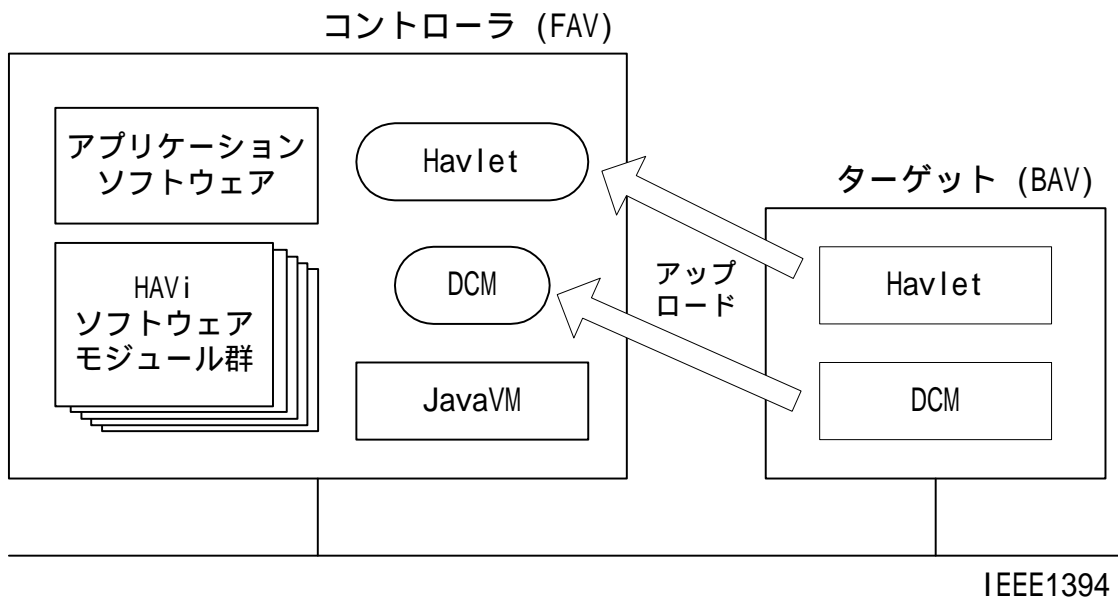 コントローラ (FAV)
アプリケーション
ソフトウェア
Havlet
HAVi
ソフトウェア
モジュール群
DCM
JavaVM
アップ
ロード
ターゲット (BAV)
Havlet
DCM
IEEE1394